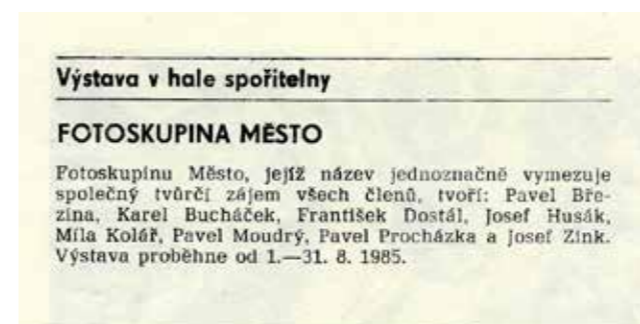 Výstava v hale spořitelny
FOTOSKUPINA MĚSTO
Fotoskupinu Město, jejíž název jednoznačně vymezuje
společný tvůrčí zájem všech členů, tvoří: Pavel Bře-
zina, Karel Bucháček, František Dostál, Josef Husák,
Míla Kolář, Pavel Moudrý, Pavel Procházka a Josef Zink.
Výstava proběhne od 1.—31. 8. 1985.